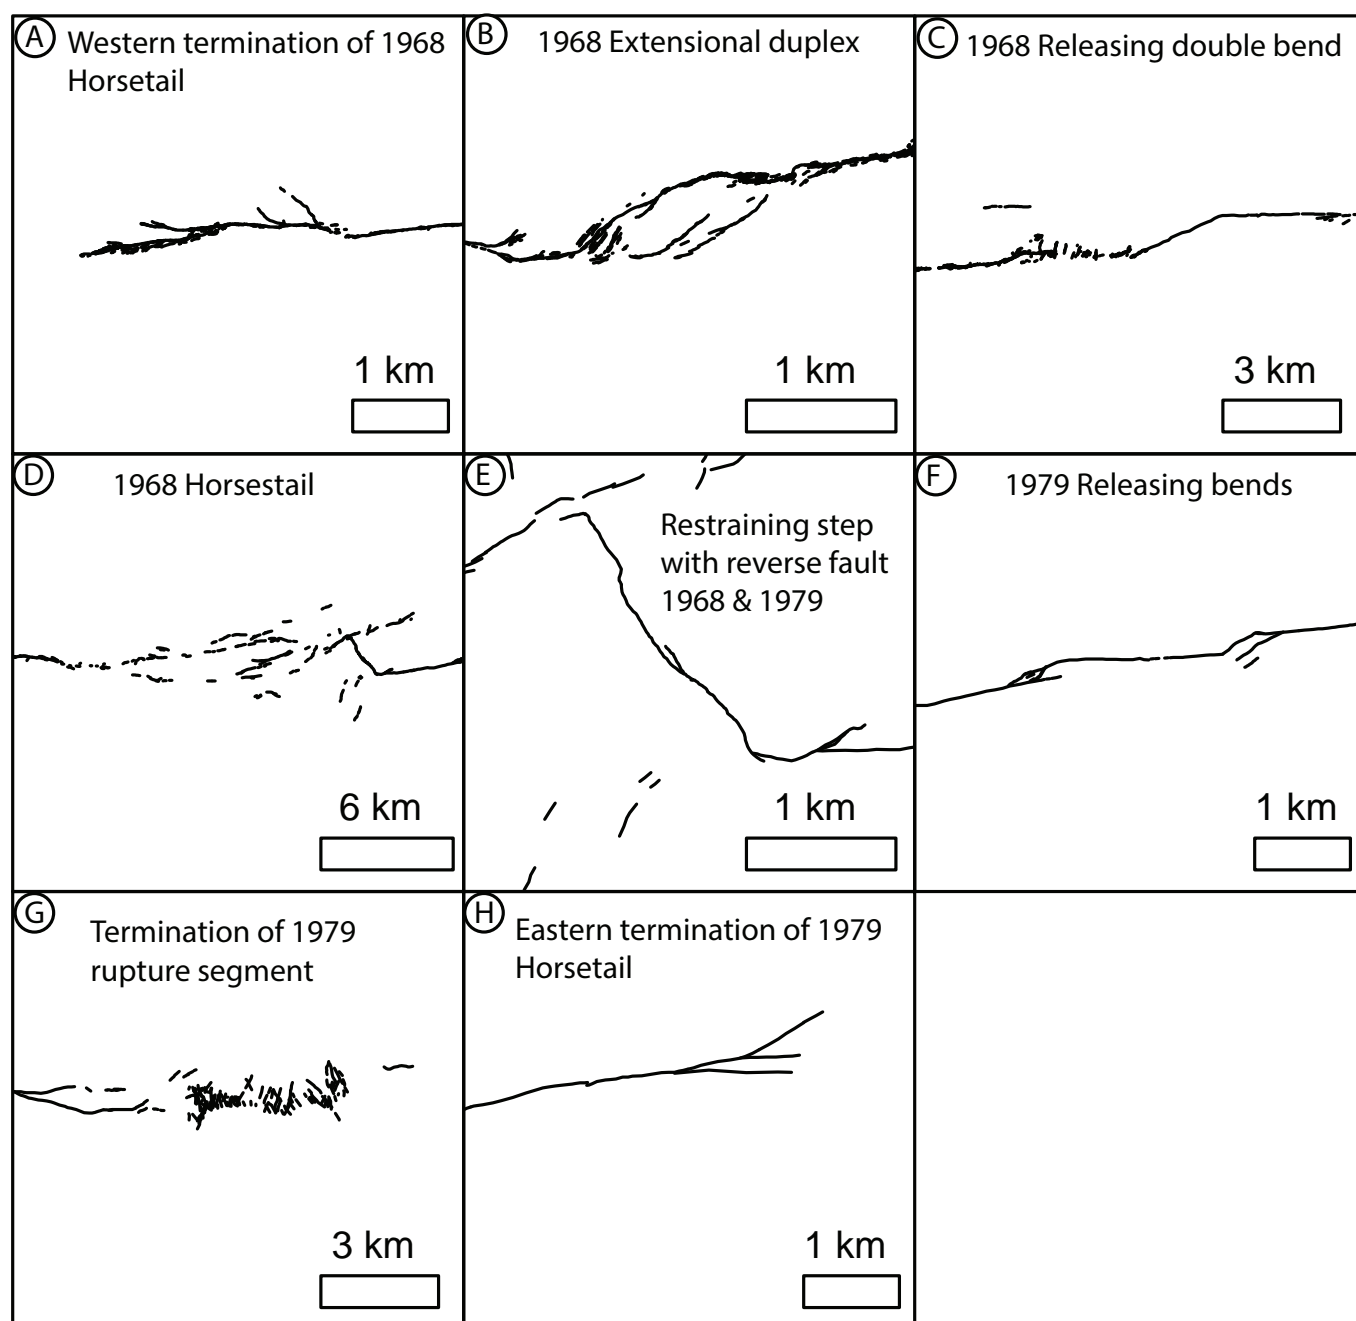 A Western termination of 1968
Horsetail
1 km
B 1968 Extensional duplex
1 km
C 1968 Releasing double bend
3 km
D 1968 Horsestail
6 km
E
Restraining step
with reverse fault
1968 & 1979
1 km
F 1979 Releasing bends
1 km
G
Termination of 1979
rupture segment
3 km
H Eastern termination of 1979
Horsetail
1 km